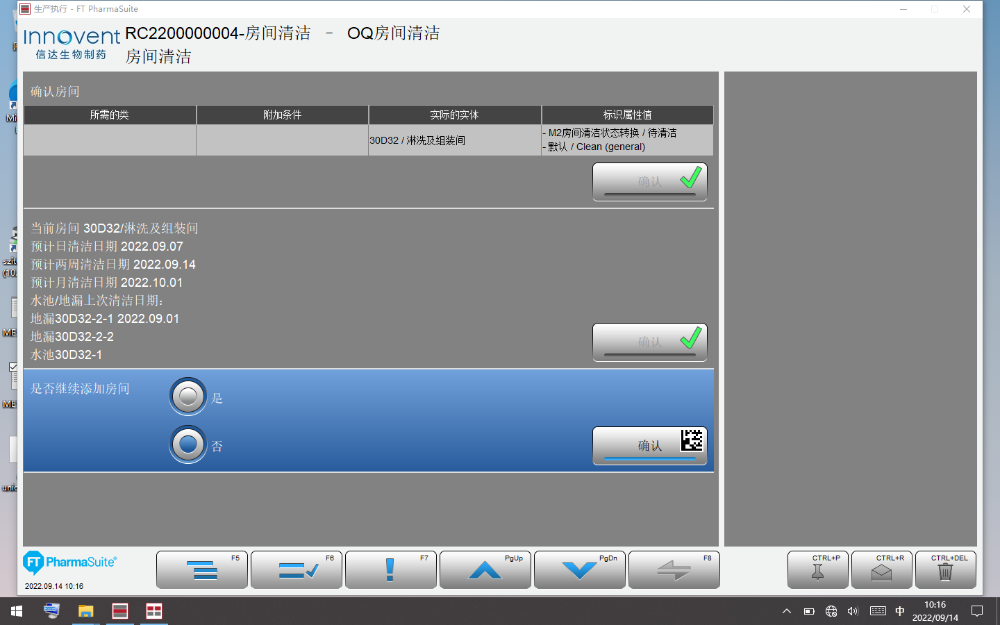 生产执行 - FT PharmaSuite
Innovent
信达生物制药
RC2200000004-房间清洁 - OQ房间清洁
房间清洁
确认房间
所需的类 附加条件 实际的实体 标识属性值
30D32 / 淋洗及组装间
- M2房间清洁状态转换 / 待清洁
- 默认 / Clean (general)
确认
当前房间 30D32/淋洗及组装间
预计日清洁日期 2022.09.07
预计两周清洁日期 2022.09.14
预计月清洁日期 2022.10.01
水池/地漏上次清洁日期：
地漏30D32-2-1 2022.09.01
地漏30D32-2-2
水池30D32-1
确认
是否继续添加房间
是
否
确认
FT PharmaSuite®
2022.09.14 10:16
F5 F6 F7 PgUp PgDn F8 CTRL+P CTRL+R CTRL+DEL
中
10:16
2022/09/14